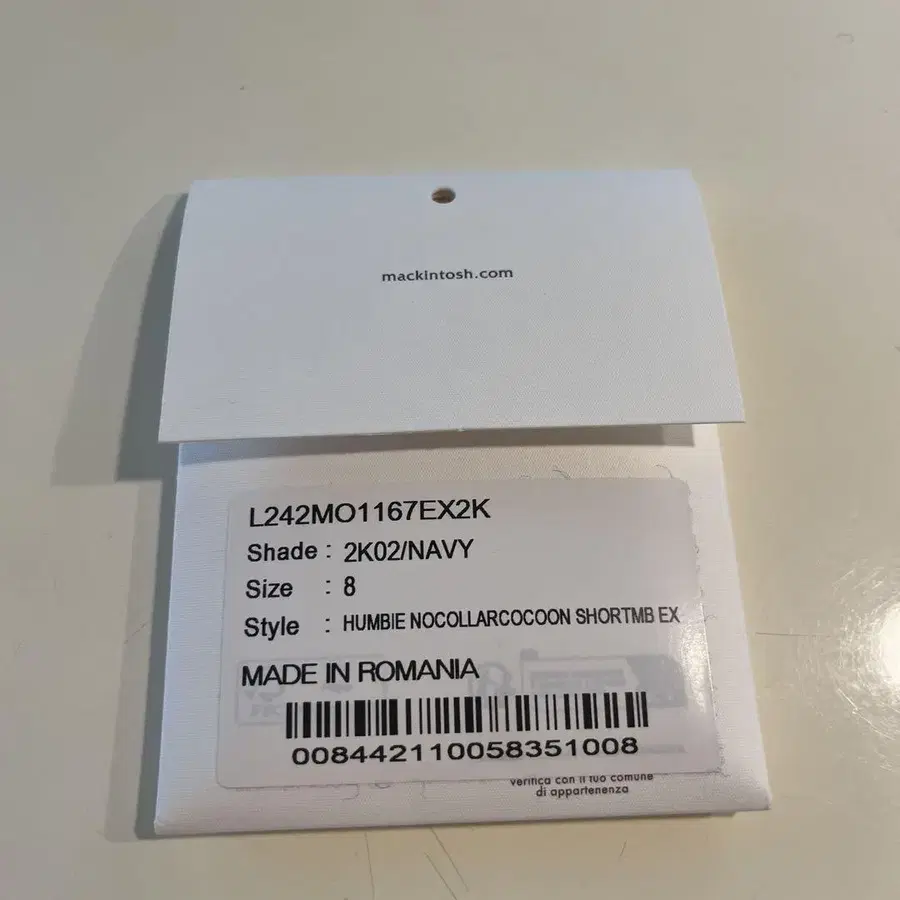 mackintosh.com
L242MO1167EX2K
Shade : 2K02/NAVY
Size : 8
Style : HUMBIE NOCOLLARCOCOON SHORTMB EX
MADE IN ROMANIA
008442110058351008
verifica con il tuo comune
di appartenenza